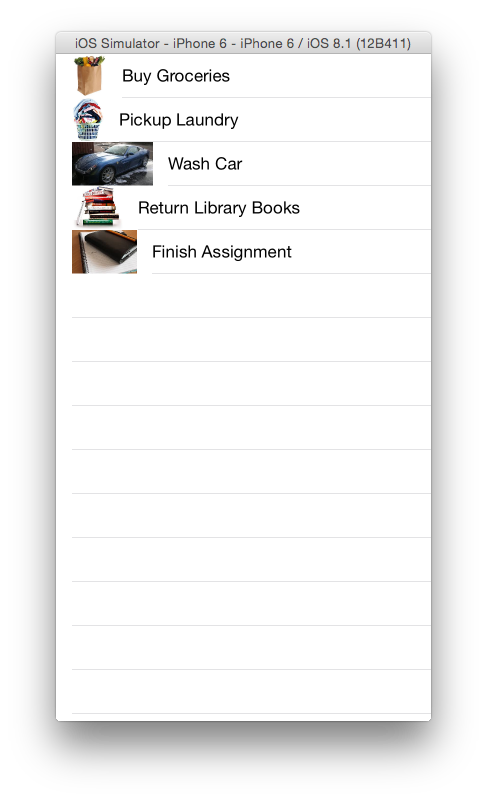 iOS Simulator - iPhone 6 - iPhone 6 / iOS 8.1 (12B411)
Buy Groceries
Pickup Laundry
Wash Car
Return Library Books
Finish Assignment